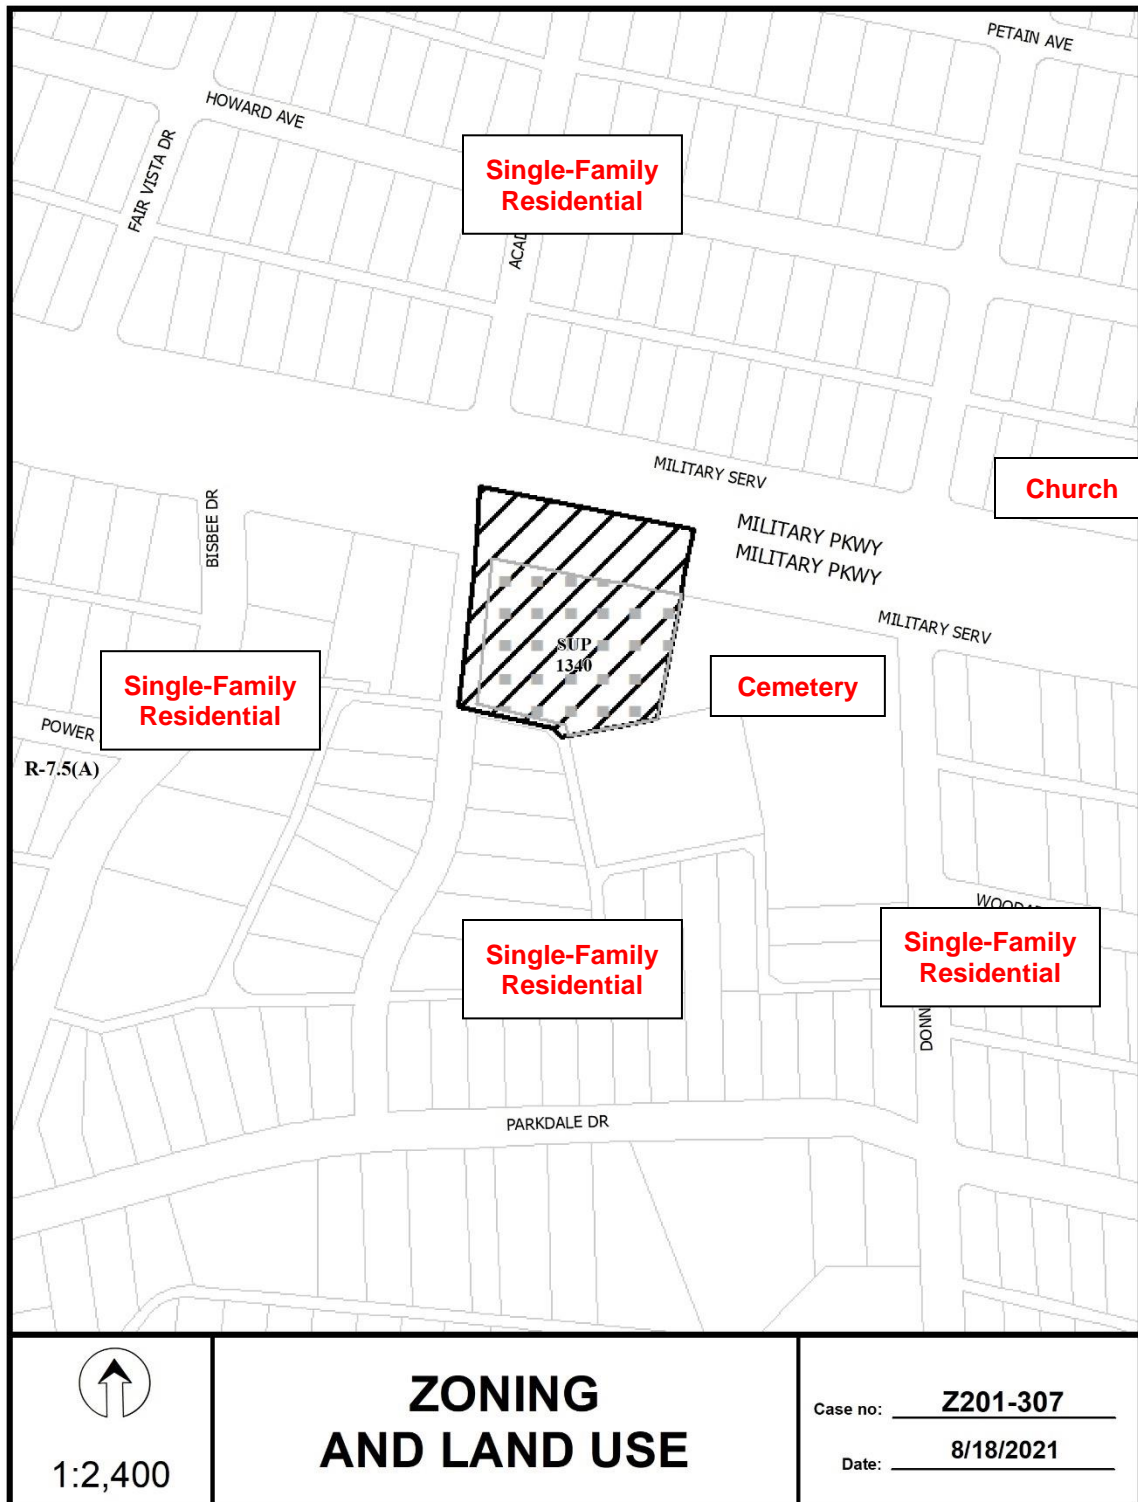 PETAIN AVE
HOWARD AVE
FAIR VISTA DR
Single-Family
Residential
MILITARY SERV
Church
BISBEE DR
MILITARY PKWY
MILITARY PKWY
MILITARY SERV
SUP
1340
Single-Family
Residential
Cemetery
POWER
R-7.5(A)
Single-Family
Residential
Single-Family
Residential
PARKDALE DR
1:2,400
ZONING
AND LAND USE
Case no: Z201-307
Date: 8/18/2021